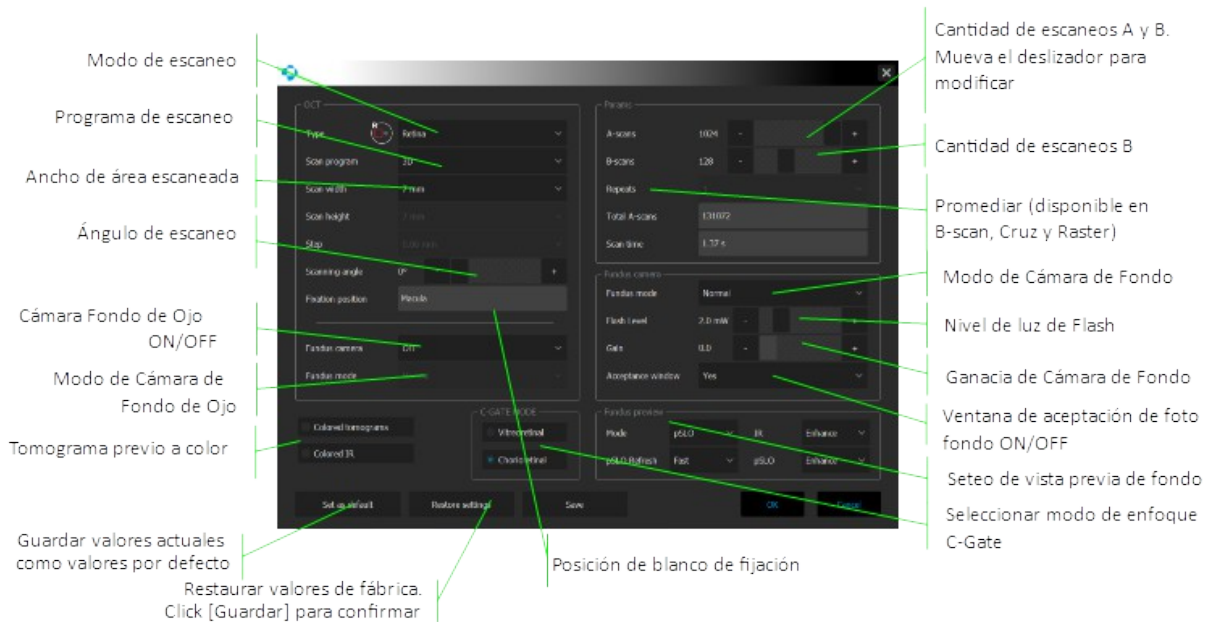 Modo de escaneo
Programa de escaneo
Ancho de área escaneada
Ángulo de escaneo
Cámara Fondo de Ojo
ON/OFF
Modo de Cámara de
Fondo de Ojo
Tomograma previo a color
Guardar valores actuales
como valores por defecto
Restaurar valores de fábrica.
Click [Guardar] para confirmar
OCT
Type R Retina
Scan program 3D
Scan width 7 mm
Scan height 7 mm
Step
Scanning angle 0° - +
Fixation position Macula
Fundus camera Off
Fundus mode
Colored tomograms
Colored IR
C-GATE MODE
Vitreoretinal
Chorioretinal
Params
A-scans 1024 - +
B-scans 128 - +
Repeats
Total A-scans 131072
Scan time 1.37 s
Fundus camera
Fundus mode Normal
Flash Level 2.0 mW - +
Gain 0.0 - +
Acceptance window Yes
Fundus preview
Mode pSLO IR Enhance
pSLO Refresh Fast pSLO Enhance
Set as default Restore settings Save OK Cancel
Posición de blanco de fijación
Cantidad de escaneos A y B.
Mueva el deslizador para
modificar
Cantidad de escaneos B
Promediar (disponible en
B-scan, Cruz y Raster)
Modo de Cámara de Fondo
Nivel de luz de Flash
Ganacia de Cámara de Fondo
Ventana de aceptación de foto
fondo ON/OFF
Seteo de vista previa de fondo
Seleccionar modo de enfoque
C-Gate